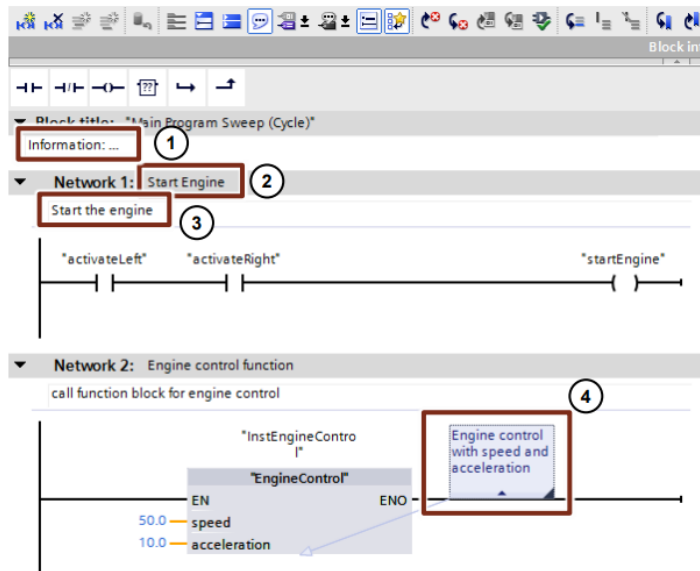 Block in
??
Block title: "Main Program Sweep (Cycle)"
Information: ...
1
Network 1: Start Engine
2
Start the engine
3
"activateLeft" "activateRight" "startEngine"
Network 2: Engine control function
call function block for engine control
4
"InstEngineContro
l"
Engine control
with speed and
acceleration
"EngineControl"
EN ENO
50.0 speed
10.0 acceleration